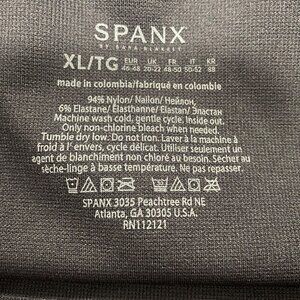 SPANX
BY SARA BLAKELY
XL/TG EUR 46-48 UK 20-22 FR 48-50 IT 50-52 KR 88
made in colombia/fabriqué en colombie
94% Nylon/ Nailon/ Нейлон,
6% Elastane/ Elasthanne/ Elastan/ Эластан
Machine wash cold, gentle cycle. Inside out.
Only non-chlorine bleach when needed.
Tumble dry low. Do not iron. Laver à la machine à
froid à l'envers, cycle délicat. Utiliser seulement un
agent de blanchiment non chloré au besoin. Sécher au
sèche-linge à basse température. Ne pas repasser.
SPANX 3035 Peachtree Rd NE
Atlanta, GA 30305 U.S.A.
RN112121